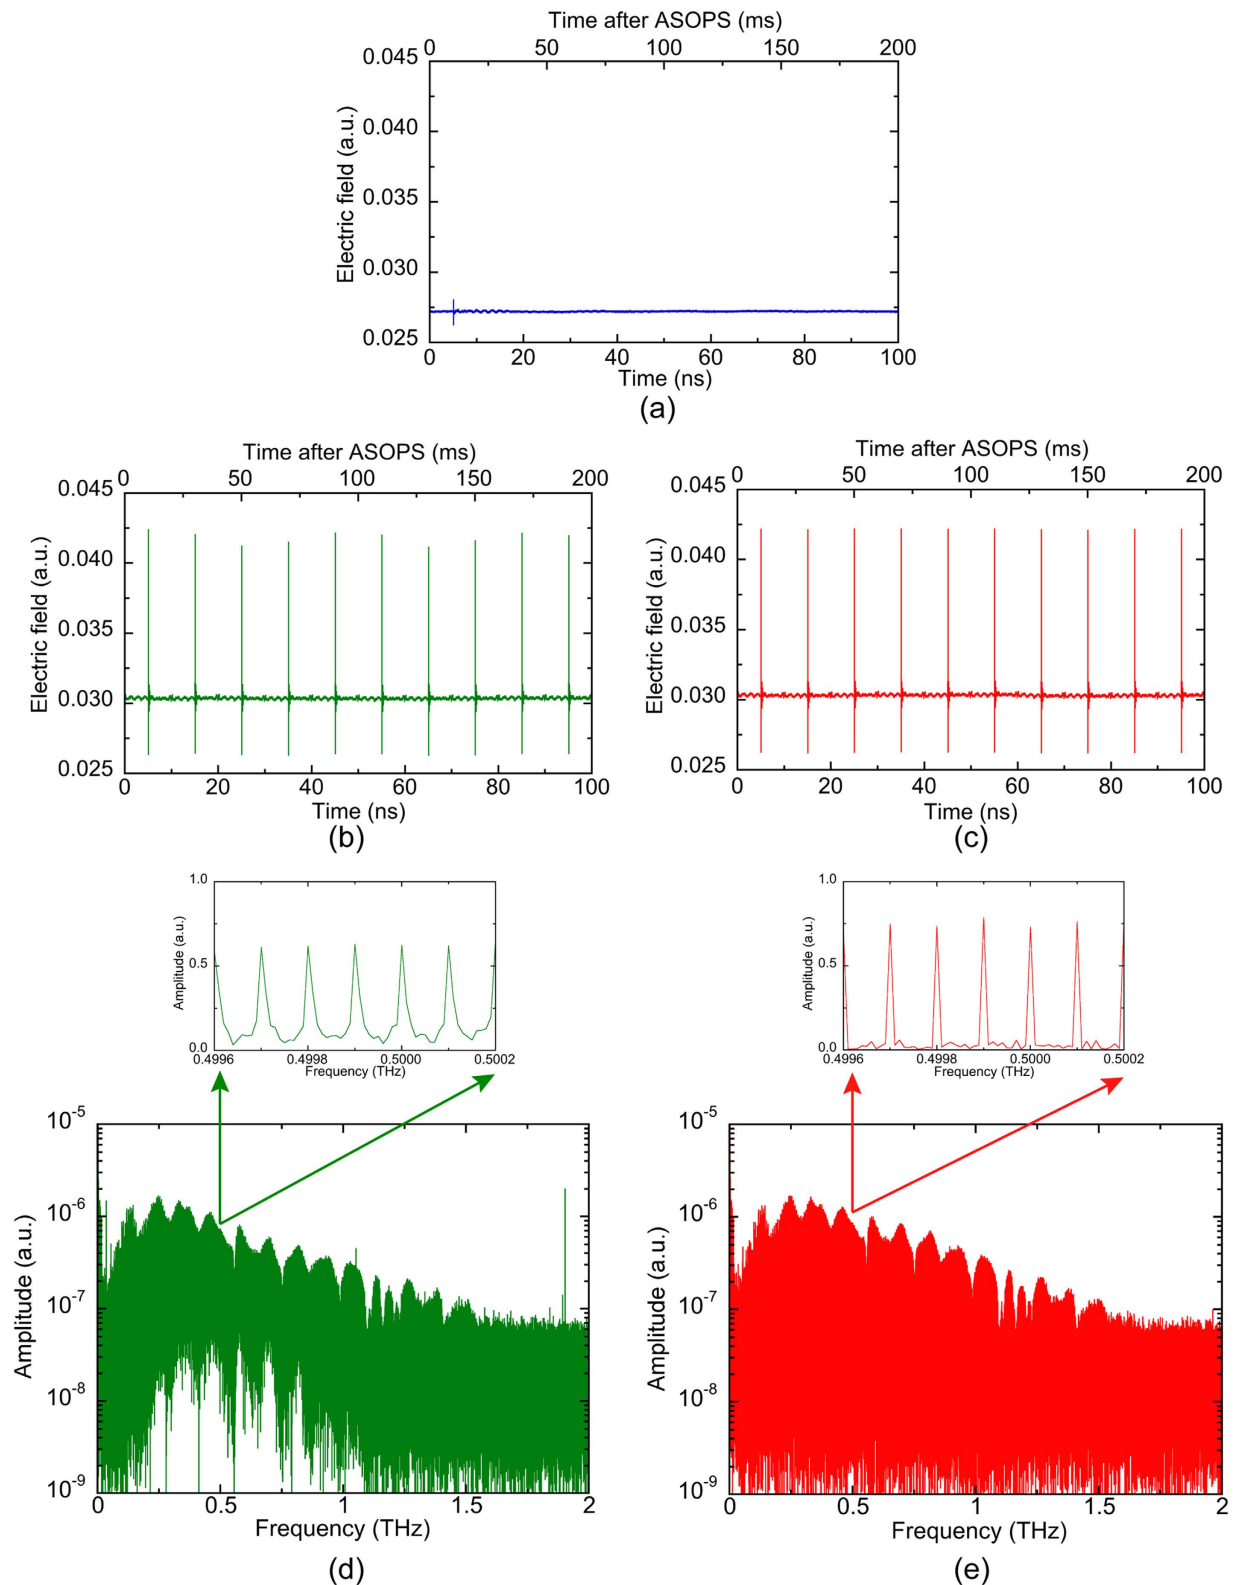 Time after ASOPS (ms)
0 50 100 150 200
0.045
0.040
0.035
0.030
0.025
Electric field (a.u.)
0 20 40 60 80 100
Time (ns)
(a)
Time after ASOPS (ms)
0 50 100 150 200
0.045
0.040
0.035
0.030
0.025
Electric field (a.u.)
0 20 40 60 80 100
Time (ns)
(b)
Time after ASOPS (ms)
0 50 100 150 200
0.045
0.040
0.035
0.030
0.025
Electric field (a.u.)
0 20 40 60 80 100
Time (ns)
(c)
1.0
0.5
0.0
Amplitude (a.u.)
0.4996 0.4998 0.5000 0.5002
Frequency (THz)
10^-5
10^-6
10^-7
10^-8
10^-9
Amplitude (a.u.)
0 0.5 1 1.5 2
Frequency (THz)
(d)
1.0
0.5
0.0
Amplitude (a.u.)
0.4996 0.4998 0.5000 0.5002
Frequency (THz)
10^-5
10^-6
10^-7
10^-8
10^-9
Amplitude (a.u.)
0 0.5 1 1.5 2
Frequency (THz)
(e)